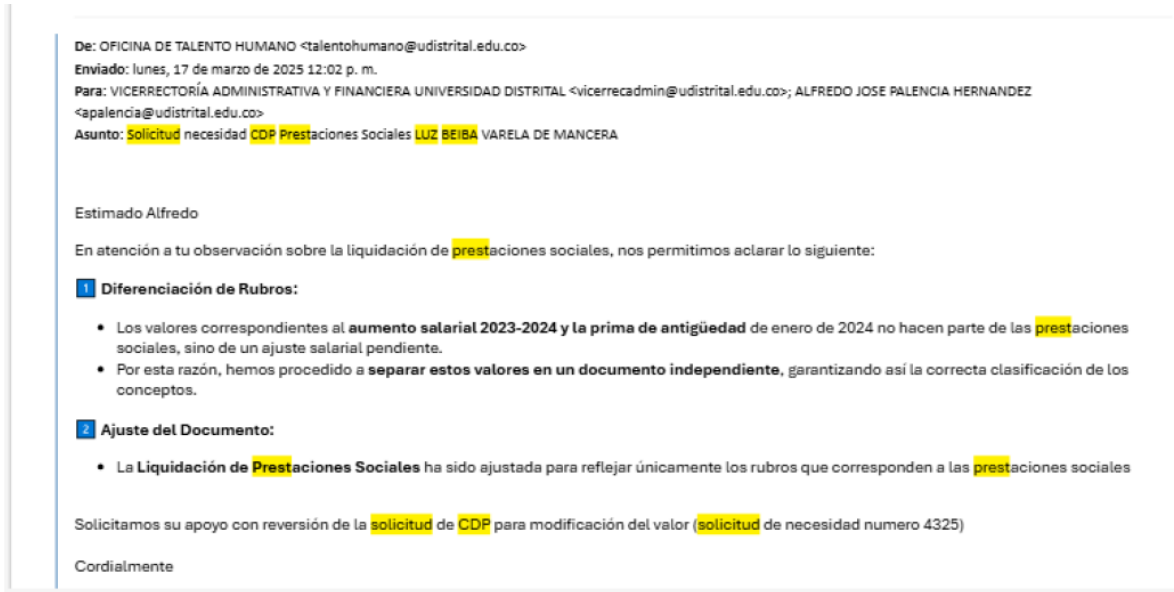 De: OFICINA DE TALENTO HUMANO <talentohumano@udistrital.edu.co>
Enviado: lunes, 17 de marzo de 2025 12:02 p. m.
Para: VICERRECTORÍA ADMINISTRATIVA Y FINANCIERA UNIVERSIDAD DISTRITAL <vicerrecadmin@udistrital.edu.co>; ALFREDO JOSE PALENCIA HERNANDEZ
<apalencia@udistrital.edu.co>
Asunto: Solicitud necesidad CDP Prestaciones Sociales LUZ BEIBA VARELA DE MANCERA
Estimado Alfredo
En atención a tu observación sobre la liquidación de prestaciones sociales, nos permitimos aclarar lo siguiente:
1 Diferenciación de Rubros:
• Los valores correspondientes al aumento salarial 2023-2024 y la prima de antigüedad de enero de 2024 no hacen parte de las prestaciones
sociales, sino de un ajuste salarial pendiente.
• Por esta razón, hemos procedido a separar estos valores en un documento independiente, garantizando así la correcta clasificación de los
conceptos.
2 Ajuste del Documento:
• La Liquidación de Prestaciones Sociales ha sido ajustada para reflejar únicamente los rubros que corresponden a las prestaciones sociales
Solicitamos su apoyo con reversión de la solicitud de CDP para modificación del valor (solicitud de necesidad numero 4325)
Cordialmente